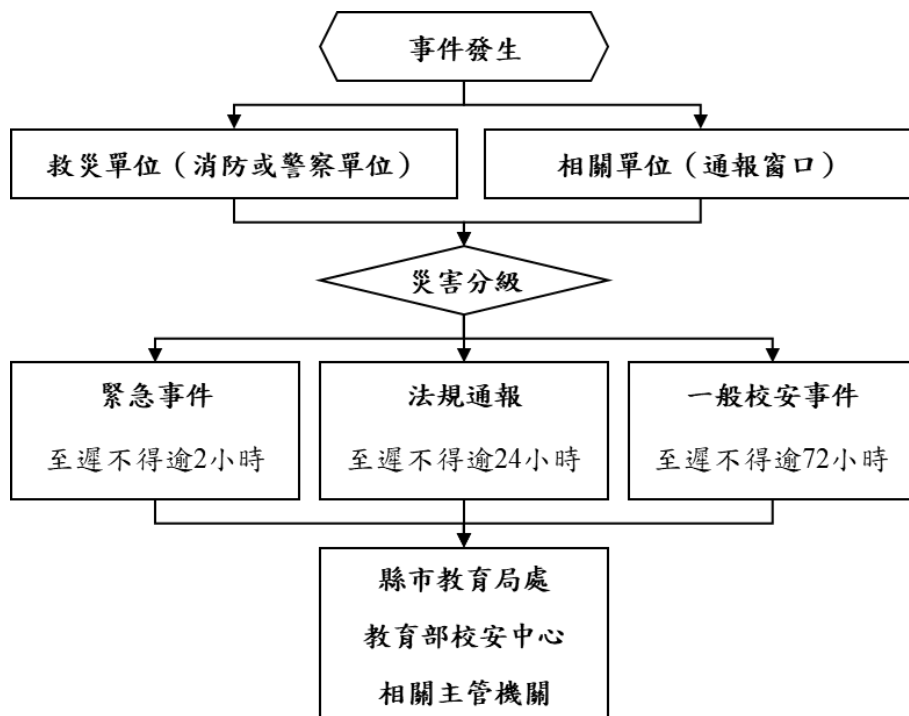 事件發生
救災單位（消防或警察單位）
相關單位（通報窗口）
災害分級
緊急事件
至遲不得逾2小時
法規通報
至遲不得逾24小時
一般校安事件
至遲不得逾72小時
縣市教育局處
教育部校安中心
相關主管機關